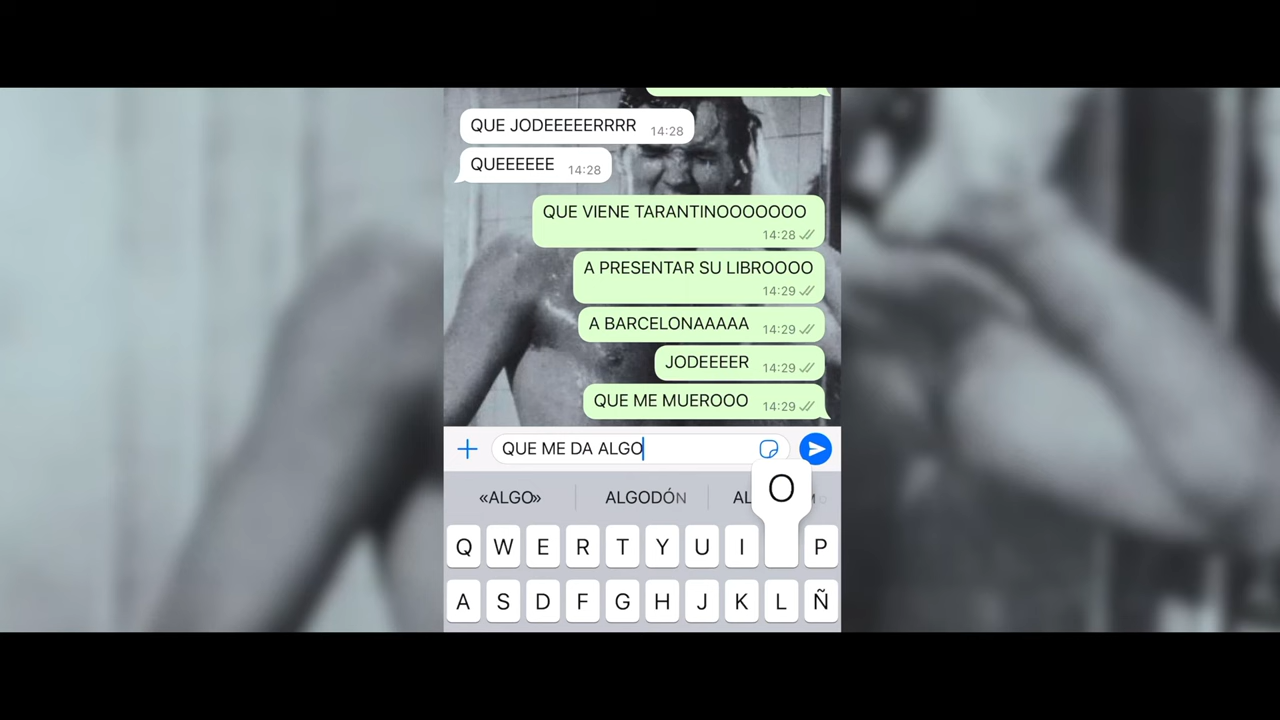 QUE JODEEEEERRRR 14:28
QUEEEEEE 14:28
QUE VIENE TARANTINOOOOOOO
14:28
A PRESENTAR SU LIBROOOO
14:29
A BARCELONAAAAA 14:29
JODEEEER 14:29
QUE ME MUEROOO 14:29
QUE ME DA ALGO
«ALGO» ALGODÓN
O
Q W E R T Y U I P
A S D F G H J K L Ñ